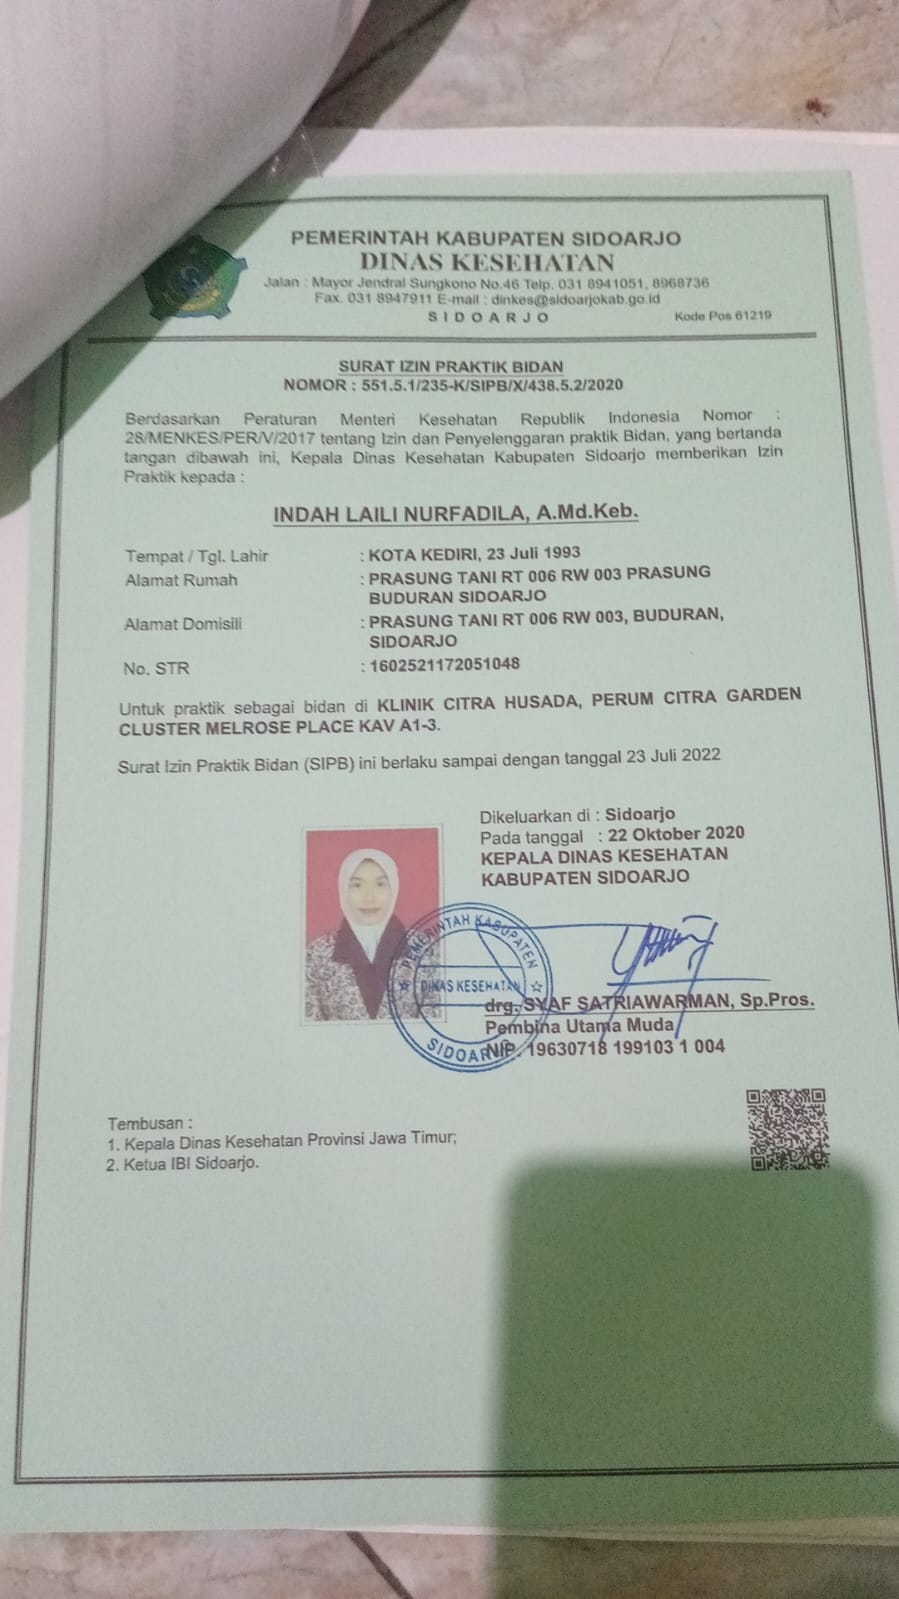 PEMERINTAH KABUPATEN SIDOARJO
DINAS KESEHATAN
Jalan : Mayor Jendral Sungkono No.46 Telp. 031 8941051, 8968736
Fax. 031 8947911 E-mail : dinkes@sidoarjokab.go.id
SIDOARJO Kode Pos 61219
SURAT IZIN PRAKTIK BIDAN
NOMOR : 551.5.1/235-K/SIPB/X/438.5.2/2020
Berdasarkan Peraturan Menteri Kesehatan Republik Indonesia Nomor :
28/MENKES/PER/V/2017 tentang Izin dan Penyelenggaran praktik Bidan, yang bertanda
tangan dibawah ini, Kepala Dinas Kesehatan Kabupaten Sidoarjo memberikan Izin
Praktik kepada :
INDAH LAILI NURFADILA, A.Md.Keb.
Tempat / Tgl. Lahir : KOTA KEDIRI, 23 Juli 1993
Alamat Rumah : PRASUNG TANI RT 006 RW 003 PRASUNG
BUDURAN SIDOARJO
Alamat Domisili : PRASUNG TANI RT 006 RW 003, BUDURAN,
SIDOARJO
No. STR : 1602521172051048
Untuk praktik sebagai bidan di KLINIK CITRA HUSADA, PERUM CITRA GARDEN
CLUSTER MELROSE PLACE KAV A1-3.
Surat Izin Praktik Bidan (SIPB) ini berlaku sampai dengan tanggal 23 Juli 2022
Dikeluarkan di : Sidoarjo
Pada tanggal : 22 Oktober 2020
KEPALA DINAS KESEHATAN
KABUPATEN SIDOARJO
PEMERINTAH KABUPATEN
DINAS KESEHATAN
SIDOARJO
drg. SYAF SATRIAWARMAN, Sp.Pros.
Pembina Utama Muda
NIP. 19630718 199103 1 004
Tembusan :
1. Kepala Dinas Kesehatan Provinsi Jawa Timur;
2. Ketua IBI Sidoarjo.